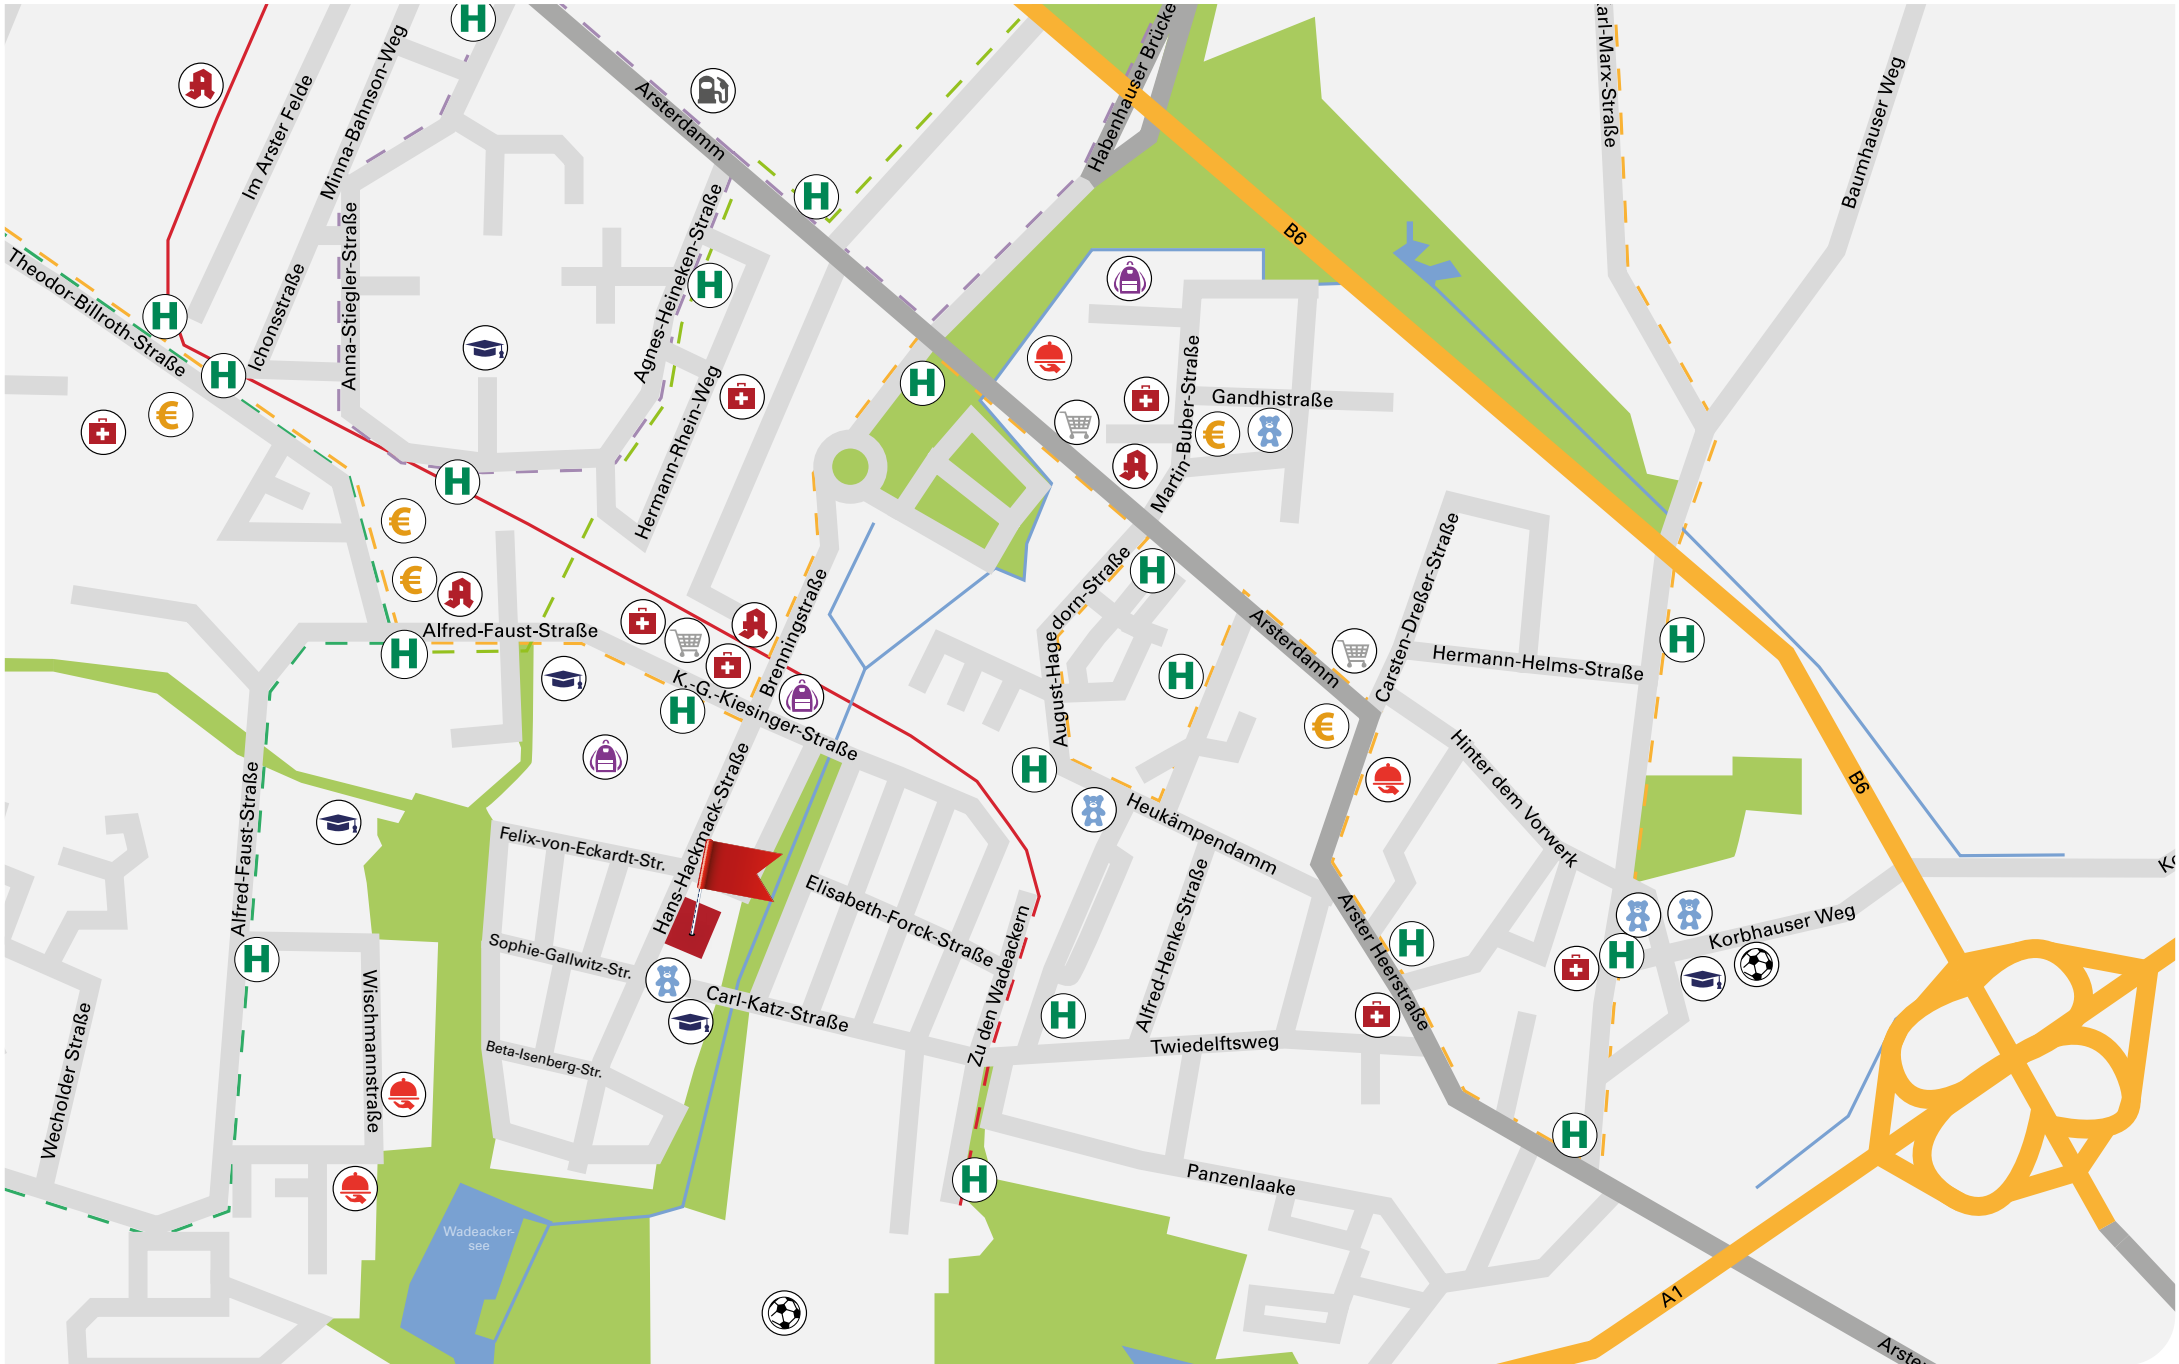 H
Im Arster Felde
Minna-Bahnson-Weg
Arsterdamm
Habenhauser Brücke
arl-Marx-Straße
Baumhauser Weg
H
B6
Theodor-Billroth-Straße
H
Ichonsstraße
Anna-Stiegler-Straße
Agnes-Heineken-Straße
H
H
H
Martin-Buber-Straße
Gandhistraße
€
€
H
Hermann-Rhein-Weg
€
€
August-Hage dorn-Straße
H
Carsten-Dreßer-Straße
Arsterdamm
Hermann-Helms-Straße
H
Alfred-Faust-Straße
H
Brenningstraße
K.-G.-Kiesinger-Straße
H
H
€
H
Hinter dem Vorwerk
B6
Heukämpendamm
Alfred-Faust-Straße
Felix-von-Eckardt-Str.
Hans-Hackmack-Straße
Elisabeth-Forck-Straße
Alfred-Henke-Straße
Arster Heerstraße
H
H
Korbhauser Weg
Ko
Sophie-Gallwitz-Str.
H
Wischmannstraße
Wecholder Straße
Carl-Katz-Straße
Zu den Wadeackern
H
Twiedelftsweg
Beta-Isenberg-Str.
H
H
Panzenlaake
Wadeacker-
see
A1
Arster